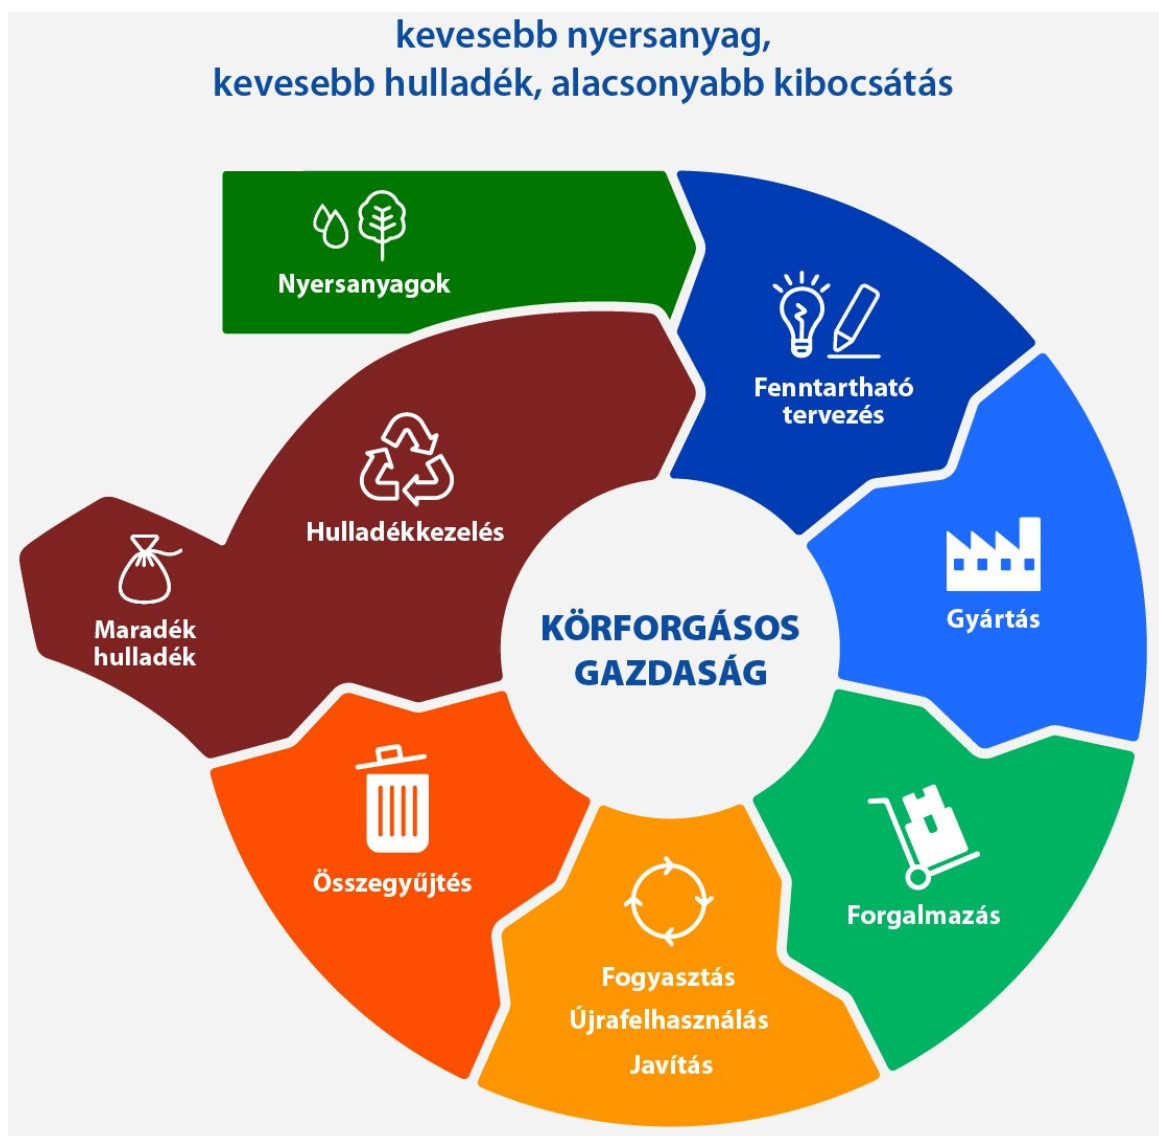 kevesebb nyersanyag,
kevesebb hulladék, alacsonyabb kibocsátás
Nyersanyagok
Fenntartható
tervezés
Gyártás
Forgalmazás
Fogyasztás
Újrafelhasználás
Javítás
Összegyűjtés
Hulladékkezelés
Maradék
hulladék
KÖRFORGÁSOS
GAZDASÁG